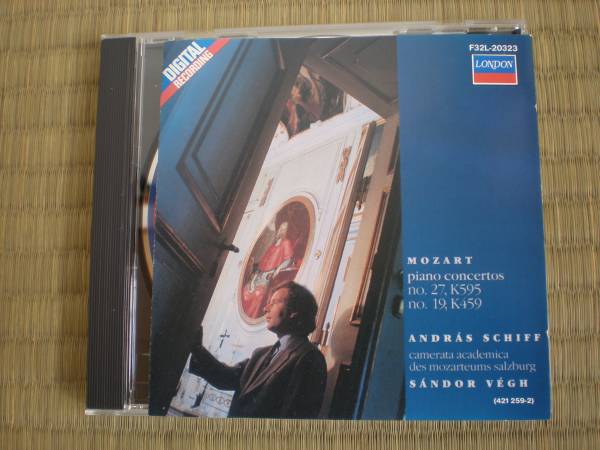 DIGITAL
RECORDING
F32L-20323
LONDON
MOZART
piano concertos
no. 27, K595
no. 19, K459
ANDRÁS SCHIFF
camerata academica
des mozarteums salzburg
SÁNDOR VÉGH
(421 259-2)